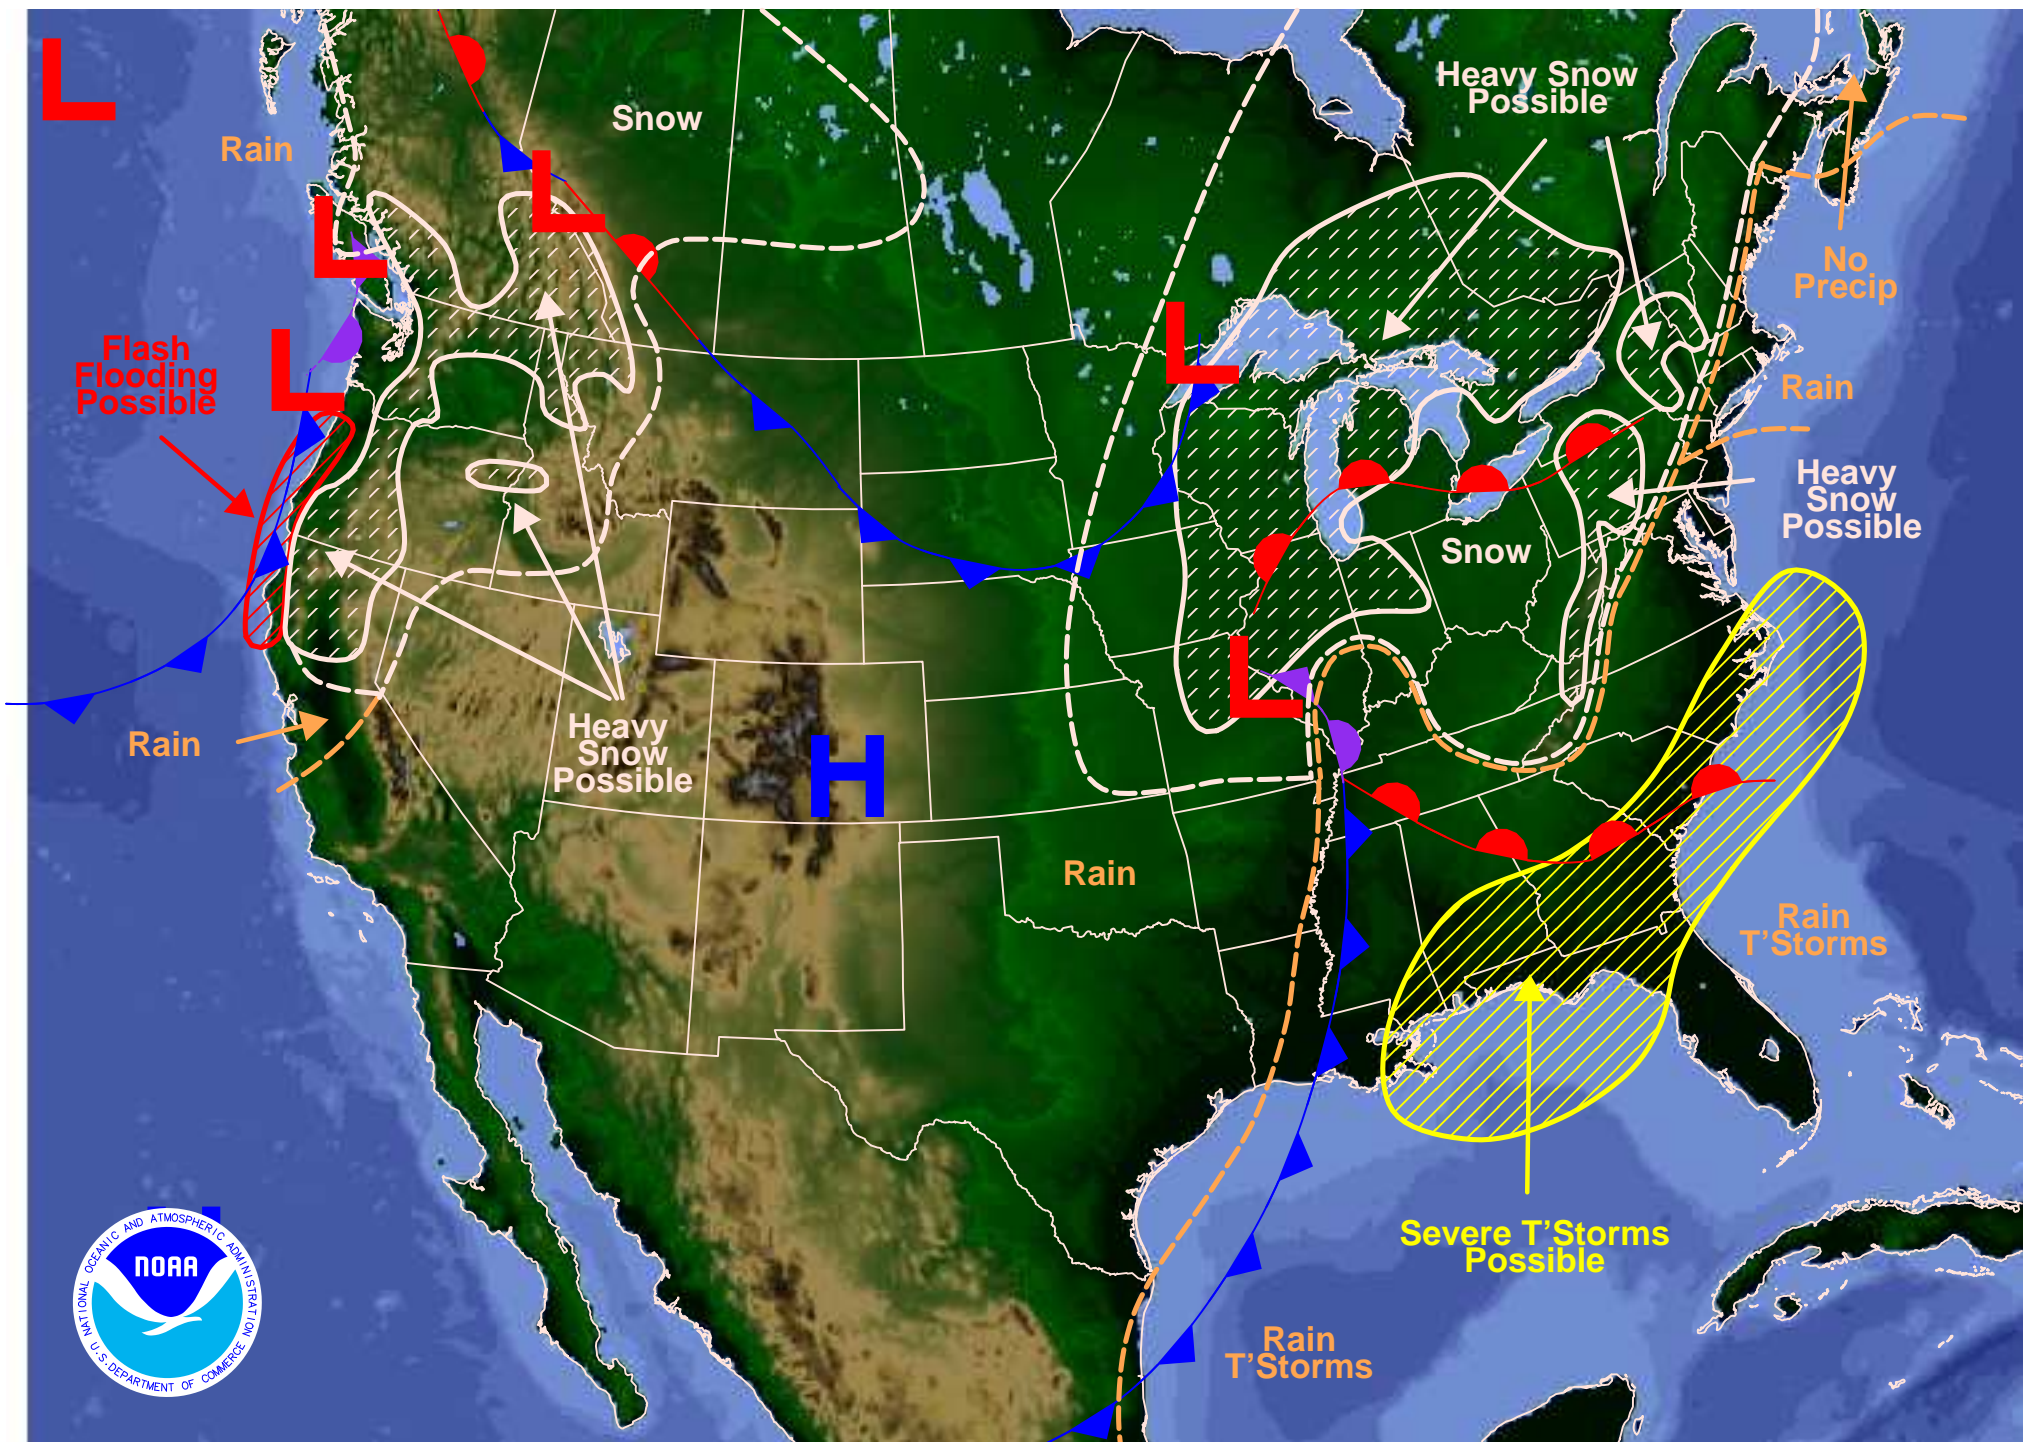 L
Snow
Heavy Snow
Possible
Rain
L
L
No
Precip
L
Flash
Flooding
Possible
L
Rain
Heavy
Snow
Possible
Snow
L
Rain
Heavy
Snow
Possible
H
Rain
Rain
T'Storms
Severe T'Storms
Possible
Rain
T'Storms
NATIONAL OCEANIC AND ATMOSPHERIC ADMINISTRATION
NOAA
U.S. DEPARTMENT OF COMMERCE